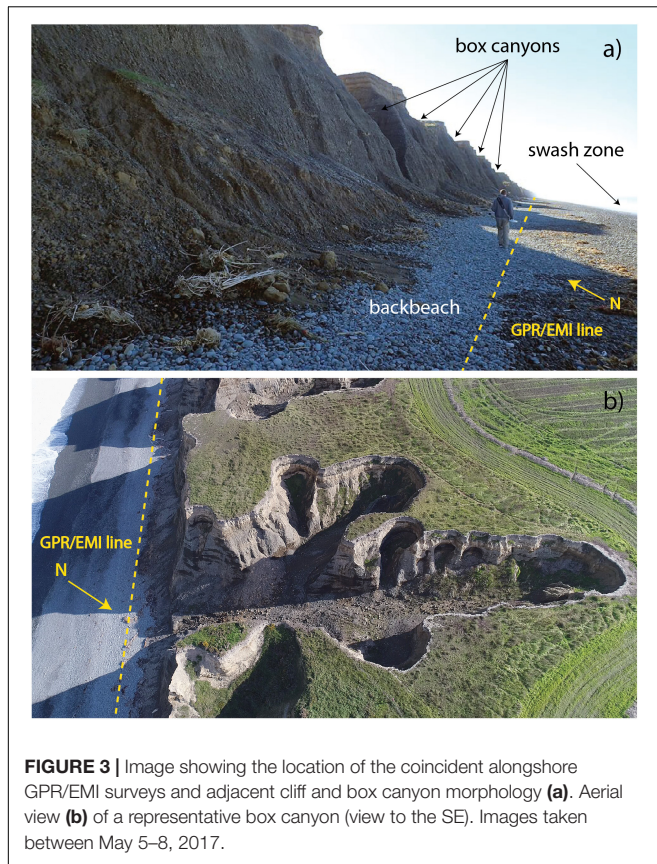 box canyons
a)
swash zone
backbeach
N
GPR/EMI line
b)
GPR/EMI line
N
FIGURE 3 | Image showing the location of the coincident alongshore
GPR/EMI surveys and adjacent cliff and box canyon morphology (a). Aerial
view (b) of a representative box canyon (view to the SE). Images taken
between May 5–8, 2017.